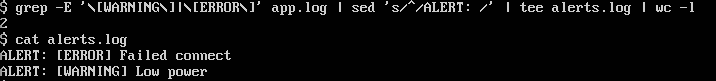 $ grep -E '\[WARNING\]|\[ERROR\]' app.log | sed 's/^/ALERT: /' | tee alerts.log | wc -l
2
$ cat alerts.log
ALERT: [ERROR] Failed connect
ALERT: [WARNING] Low power